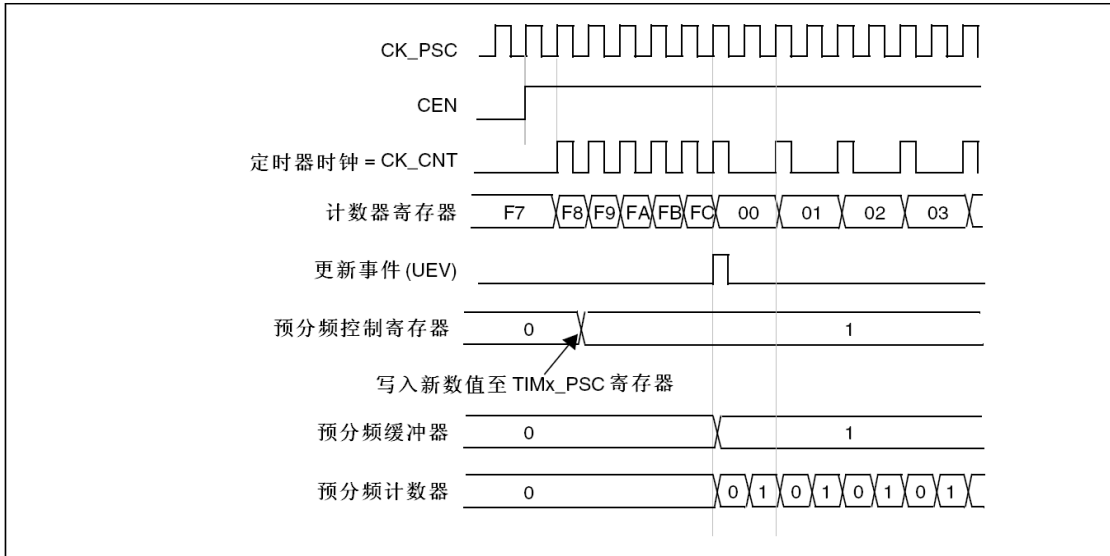 CK_PSC
CEN
定时器时钟 = CK_CNT
计数器寄存器 F7 F8 F9 FA FB FC 00 01 02 03
更新事件 (UEV)
预分频控制寄存器 0 1
写入新数值至 TIMx_PSC 寄存器
预分频缓冲器 0 1
预分频计数器 0 0 1 0 1 0 1 0 1